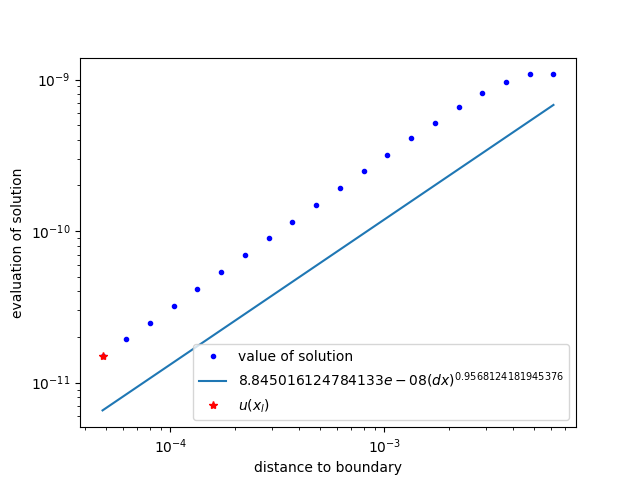 10⁻⁹
10⁻¹⁰
10⁻¹¹
evaluation of solution
value of solution
8.845016124784133e − 08(dx)^0.9568124181945376
u(x_l)
10⁻⁴
10⁻³
distance to boundary